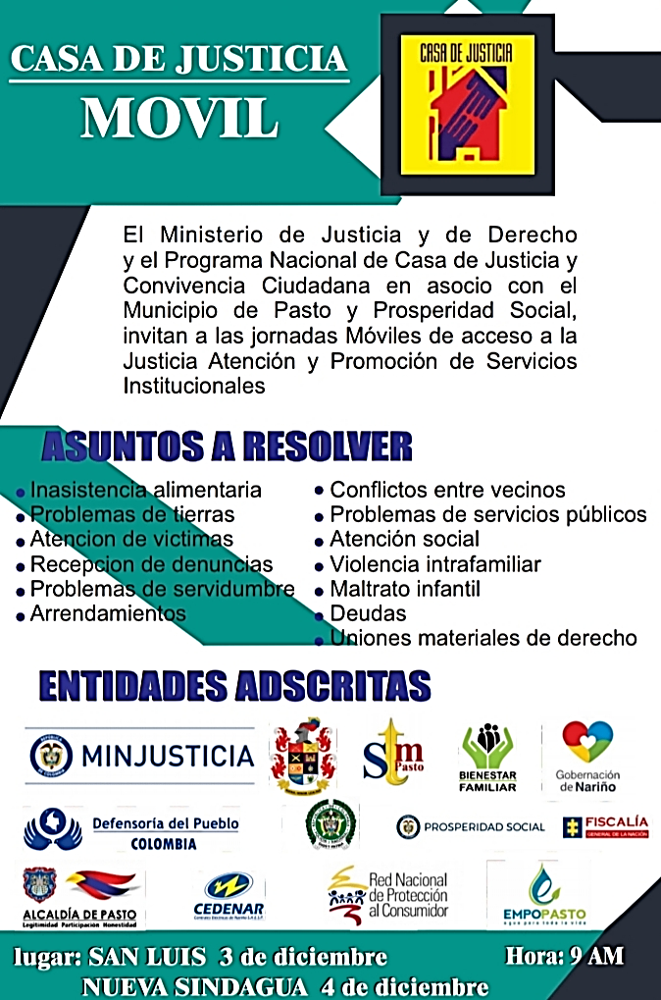 CASA DE JUSTICIA
MOVIL
CASA DE JUSTICIA
El Ministerio de Justicia y de Derecho
y el Programa Nacional de Casa de Justicia y
Convivencia Ciudadana en asocio con el
Municipio de Pasto y Prosperidad Social,
invitan a las jornadas Móviles de acceso a la
Justicia Atención y Promoción de Servicios
Institucionales
ASUNTOS A RESOLVER
Inasistencia alimentaria
Problemas de tierras
Atencion de victimas
Recepcion de denuncias
Problemas de servidumbre
Arrendamientos
Conflictos entre vecinos
Problemas de servicios públicos
Atención social
Violencia intrafamiliar
Maltrato infantil
Deudas
Uniones materiales de derecho
ENTIDADES ADSCRITAS
MINJUSTICIA
Stm
Pasto
BIENESTAR
FAMILIAR
Gobernación
de Nariño
Defensoría del Pueblo
COLOMBIA
PROSPERIDAD SOCIAL
FISCALÍA
GENERAL DE LA NACIÓN
ALCALDÍA DE PASTO
Legitimidad Participación Honestidad
CEDENAR
Red Nacional
de Protección
al Consumidor
EMPOPASTO
agua para toda la vida
lugar: SAN LUIS 3 de diciembre
Hora: 9 AM
NUEVA SINDAGUA 4 de diciembre